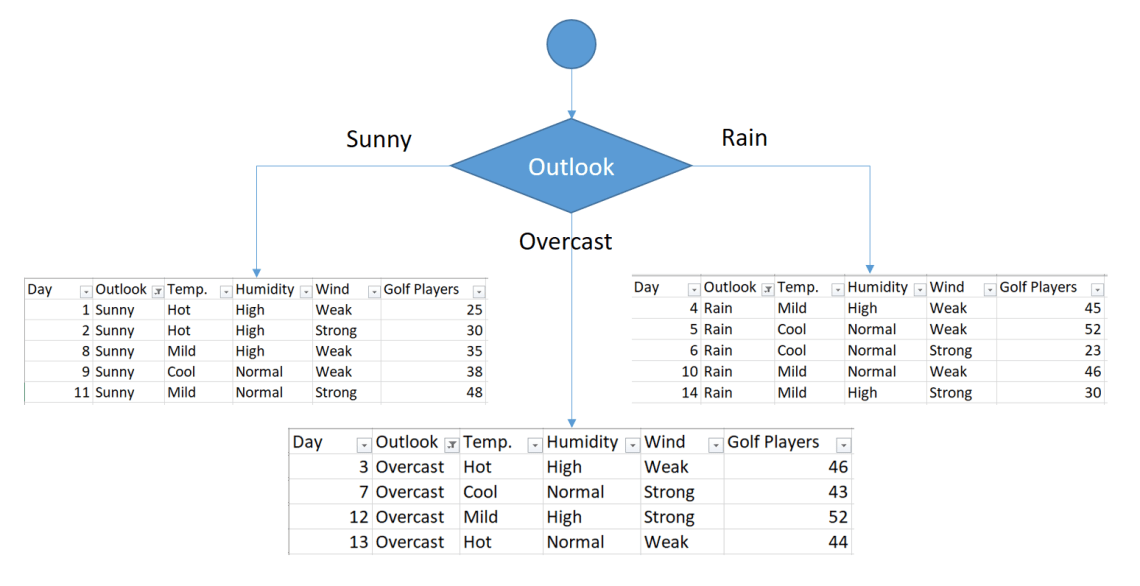 Sunny
Rain
Outlook
Overcast
Day Outlook Temp. Humidity Wind Golf Players
1 Sunny Hot High Weak 25
2 Sunny Hot High Strong 30
8 Sunny Mild High Weak 35
9 Sunny Cool Normal Weak 38
11 Sunny Mild Normal Strong 48
Day Outlook Temp. Humidity Wind Golf Players
4 Rain Mild High Weak 45
5 Rain Cool Normal Weak 52
6 Rain Cool Normal Strong 23
10 Rain Mild Normal Weak 46
14 Rain Mild High Strong 30
Day Outlook Temp. Humidity Wind Golf Players
3 Overcast Hot High Weak 46
7 Overcast Cool Normal Strong 43
12 Overcast Mild High Strong 52
13 Overcast Hot Normal Weak 44